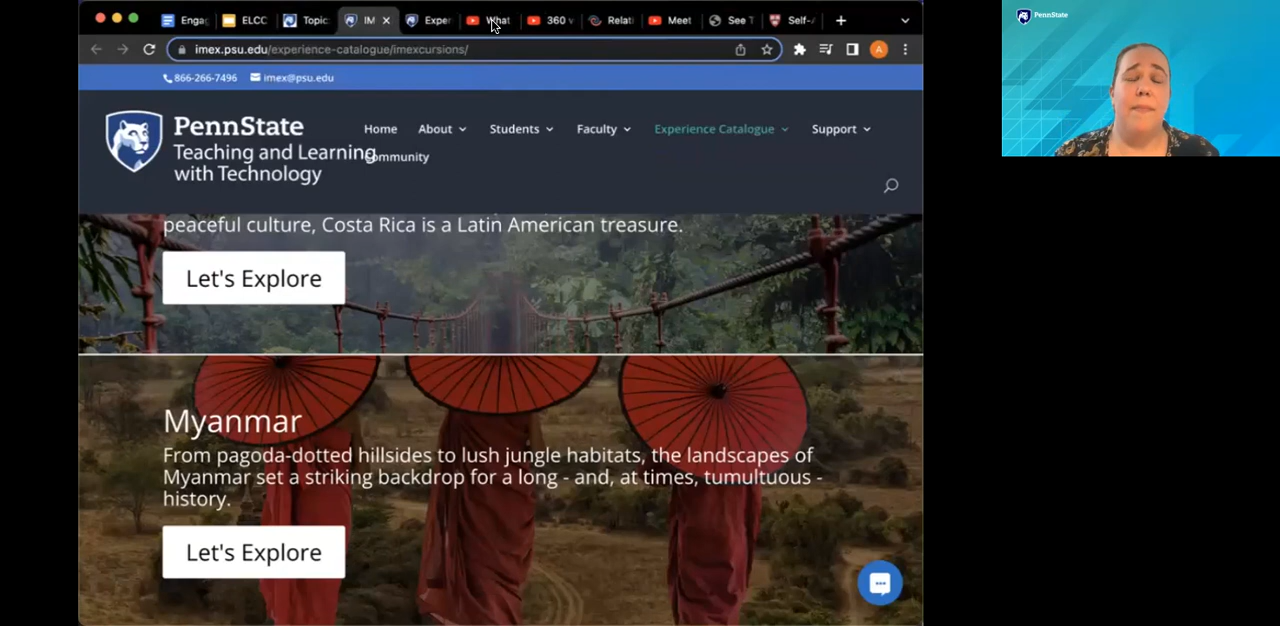 Engag
ELCC
Topic
IM
Exper
What
360 v
Relati
Meet
See T
Self-A
imex.psu.edu/experience-catalogue/imexcursions/
A
866-266-7496
imex@psu.edu
PennState
Teaching and Learning
with Technology
Home
About
Students
Faculty
Experience Catalogue
Support
Community
peaceful culture, Costa Rica is a Latin American treasure.
Let's Explore
Myanmar
From pagoda-dotted hillsides to lush jungle habitats, the landscapes of
Myanmar set a striking backdrop for a long - and, at times, tumultuous -
history.
Let's Explore
PennState